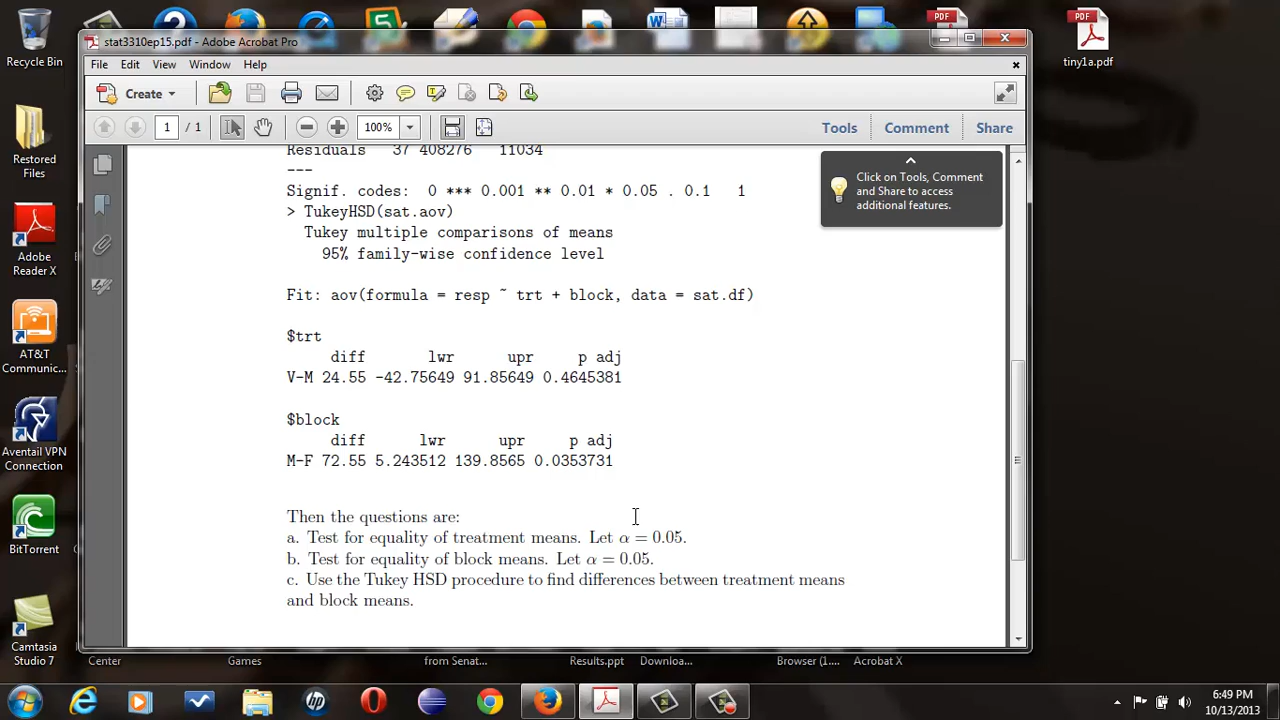 Recycle Bin
Restored
Files
Adobe
Reader X
AT&T
Communic...
Aventail VPN
Connection
BitTorrent
Camtasia
Studio 7
tiny1a.pdf
stat3310ep15.pdf - Adobe Acrobat Pro
File Edit View Window Help
Create
1 / 1
100%
Tools Comment Share
Click on Tools, Comment
and Share to access
additional features.
Residuals 37 408276 11034
---
Signif. codes: 0 *** 0.001 ** 0.01 * 0.05 . 0.1 1
> TukeyHSD(sat.aov)
Tukey multiple comparisons of means
95% family-wise confidence level
Fit: aov(formula = resp ~ trt + block, data = sat.df)
$trt
diff lwr upr p adj
V-M 24.55 -42.75649 91.85649 0.4645381
$block
diff lwr upr p adj
M-F 72.55 5.243512 139.8565 0.0353731
Then the questions are:
a. Test for equality of treatment means. Let α = 0.05.
b. Test for equality of block means. Let α = 0.05.
c. Use the Tukey HSD procedure to find differences between treatment means
and block means.
Center Games from Senat... Results.ppt Downloa... Browser (1.... Acrobat X
6:49 PM
10/13/2013